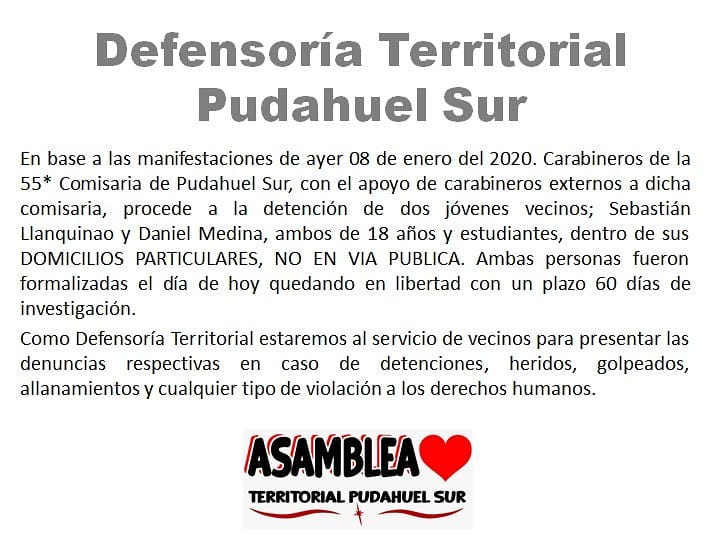 Defensoría Territorial
Pudahuel Sur
En base a las manifestaciones de ayer 08 de enero del 2020. Carabineros de la
55* Comisaria de Pudahuel Sur, con el apoyo de carabineros externos a dicha
comisaria, procede a la detención de dos jóvenes vecinos; Sebastián
Llanquinao y Daniel Medina, ambos de 18 años y estudiantes, dentro de sus
DOMICILIOS PARTICULARES, NO EN VIA PUBLICA. Ambas personas fueron
formalizadas el día de hoy quedando en libertad con un plazo 60 días de
investigación.
Como Defensoría Territorial estaremos al servicio de vecinos para presentar las
denuncias respectivas en caso de detenciones, heridos, golpeados,
allanamientos y cualquier tipo de violación a los derechos humanos.
ASAMBLEA
TERRITORIAL PUDAHUEL SUR